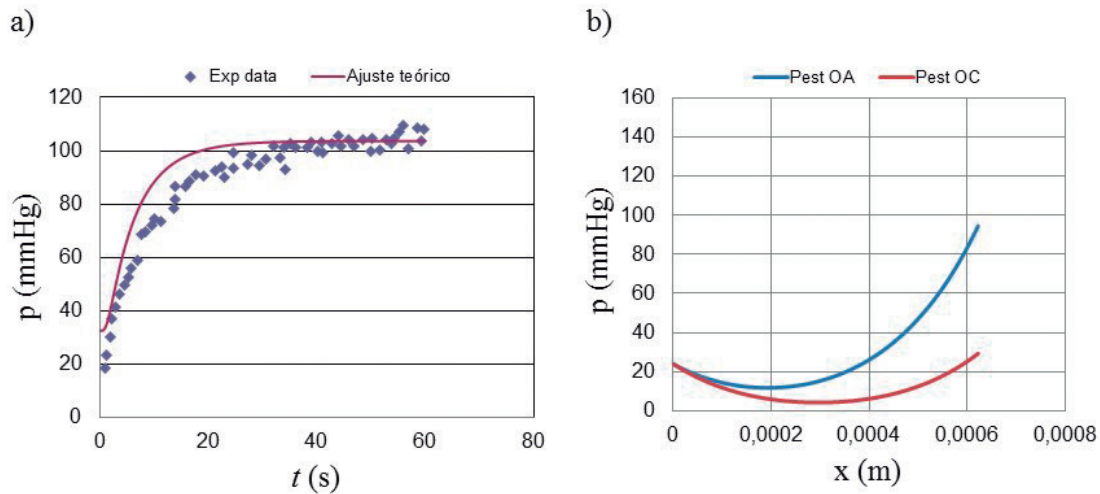 a)
Exp data
Ajuste teórico
120
100
80
60
40
20
0
0
20
40
60
80
p (mmHg)
t (s)
b)
Pest OA
Pest OC
160
140
120
100
80
60
40
20
0
0
0,0002
0,0004
0,0006
0,0008
p (mmHg)
x (m)